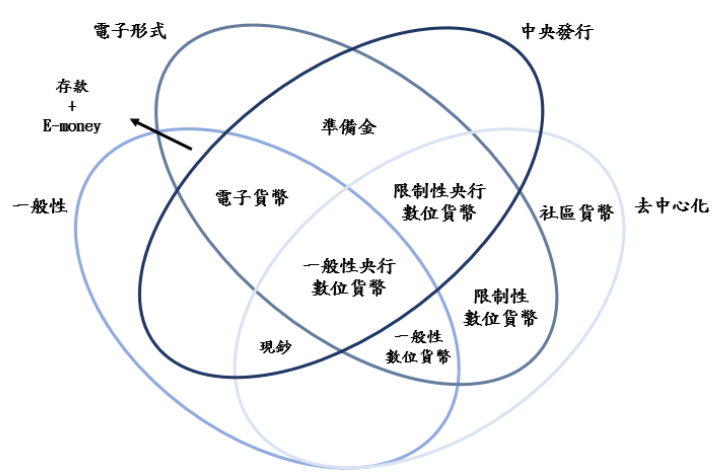 電子形式
中央發行
存款
+
E-money
準備金
一般性
電子貨幣
限制性央行
數位貨幣
社區貨幣
去中心化
一般性央行
數位貨幣
限制性
數位貨幣
現鈔
一般性
數位貨幣